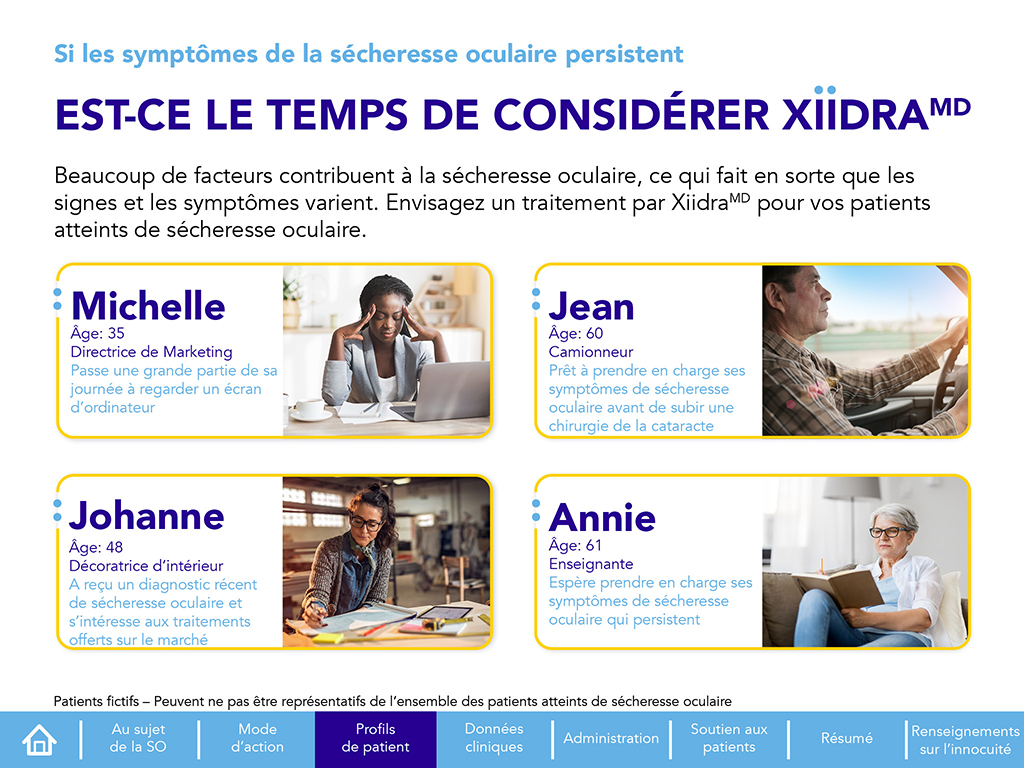 Si les symptômes de la sécheresse oculaire persistent
EST-CE LE TEMPS DE CONSIDÉRER XÏÏDRAᴹᴰ
Beaucoup de facteurs contribuent à la sécheresse oculaire, ce qui fait en sorte que les
signes et les symptômes varient. Envisagez un traitement par Xiidraᴹᴰ pour vos patients
atteints de sécheresse oculaire.
Michelle
Âge: 35
Directrice de Marketing
Passe une grande partie de sa
journée à regarder un écran
d’ordinateur
Jean
Âge: 60
Camionneur
Prêt à prendre en charge ses
symptômes de sécheresse
oculaire avant de subir une
chirurgie de la cataracte
Johanne
Âge: 48
Décoratrice d’intérieur
A reçu un diagnostic récent
de sécheresse oculaire et
s’intéresse aux traitements
offerts sur le marché
Annie
Âge: 61
Enseignante
Espère prendre en charge ses
symptômes de sécheresse
oculaire qui persistent
Patients fictifs – Peuvent ne pas être représentatifs de l’ensemble des patients atteints de sécheresse oculaire
Au sujet
de la SO
Mode
d’action
Profils
de patient
Données
cliniques
Administration
Soutien aux
patients
Résumé
Renseignements
sur l’innocuité